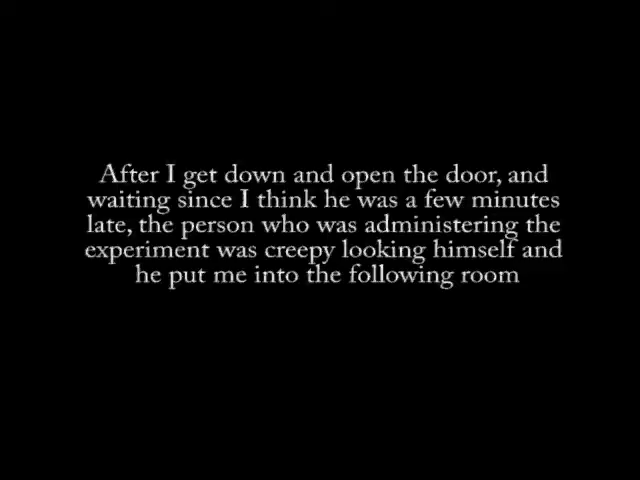 After I get down and open the door, and
waiting since I think he was a few minutes
late, the person who was administering the
experiment was creepy looking himself and
he put me into the following room